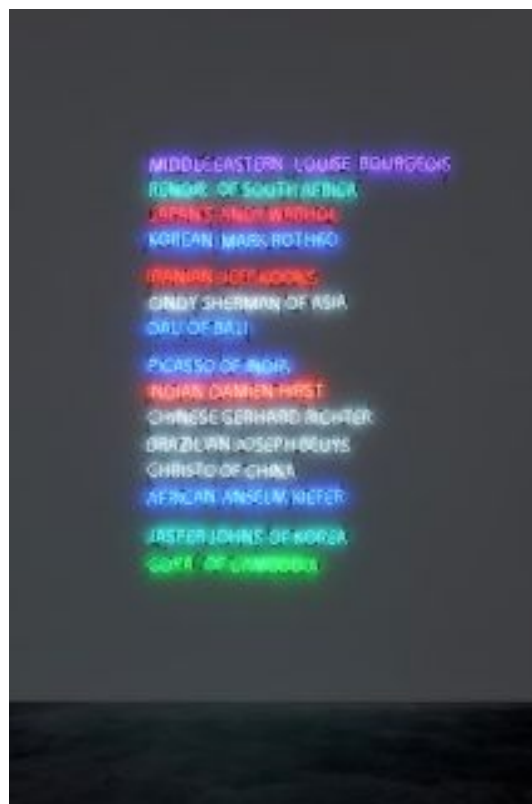 MIDDLE EASTERN LOUISE BOURGEOIS
RENOIR OF SOUTH AFRICA
JAPAN'S ANDY WARHOL
KOREAN MARK ROTHKO
IRANIAN JEFF KOONS
CINDY SHERMAN OF ASIA
DALI OF BALI
PICASSO OF INDIA
INDIAN DAMIEN HIRST
CHINESE GERHARD RICHTER
BRAZILIAN JOSEPH BEUYS
CHRISTO OF CHINA
AFRICAN ANSELM KIEFER
JASPER JOHNS OF KOREA
GOYA OF CAMBODIA